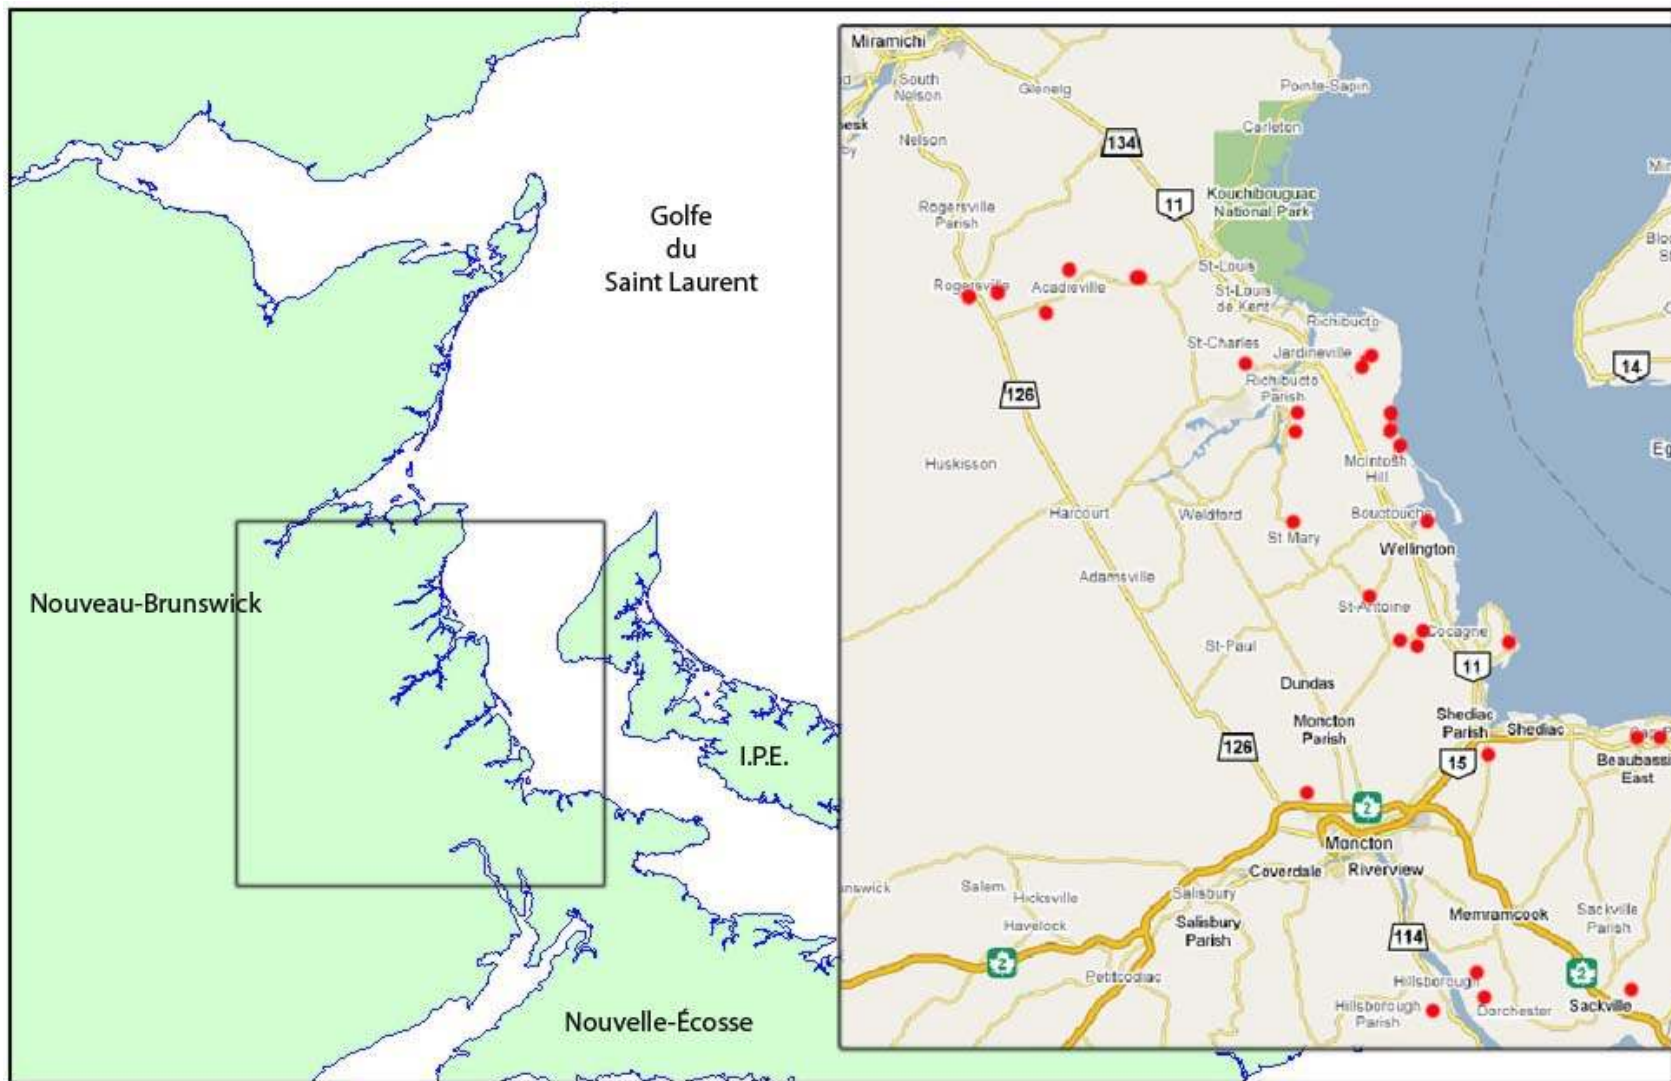 Golfe
du
Saint Laurent
Nouveau-Brunswick
I.P.E.
Nouvelle-Écosse
Miramichi
South
Nelson
Glenelg
Pointe-Sapin
Carleton
Nelson
134
Kouchibouguac
National Park
11
Rogersville
Parish
St-Louis
Rogersville
Acadieville
St-Louis
de Kent
Richibucto
St-Charles
Jardineville
14
Richibucto
Parish
126
Huskisson
McIntosh
Hill
Harcourt
Weldford
Bouctouche
St Mary
Wellington
Adamsville
St-Antoine
Cocagne
St-Paul
11
Dundas
Moncton
Parish
Shediac
Parish
Shediac
126
15
Beaubassi
East
2
Moncton
Coverdale
Riverview
Salem
Hicksville
Salisbury
Havelock
Salisbury
Parish
Memramcook
Sackville
Parish
114
2
Petitcodiac
2
Hillsborough
Hillsborough
Parish
Dorchester
Sackville